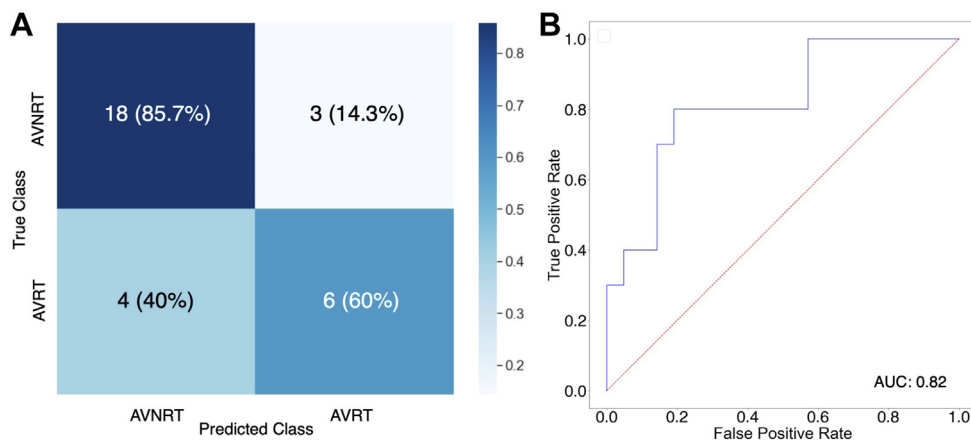 A
AVNRT
AVRT
True Class
18 (85.7%)
3 (14.3%)
4 (40%)
6 (60%)
AVNRT
AVRT
Predicted Class
0.8
0.7
0.6
0.5
0.4
0.3
0.2
B
1.0
0.8
0.6
0.4
0.2
0.0
True Positive Rate
AUC: 0.82
0.0
0.2
0.4
0.6
0.8
1.0
False Positive Rate